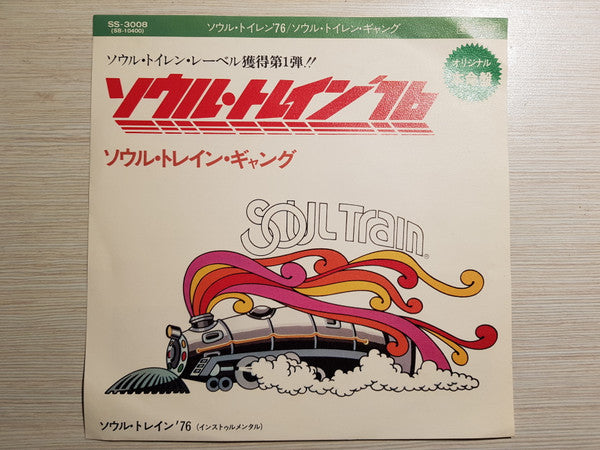 SS-3008
(SB-10400)
ソウル・トイレン'76/ソウル・トイレン・ギャング
ソウル・トイレン・レーベル獲得第1弾!!
オリジナル
ソウル・トレイン'76
ソウル・トレイン・ギャング
SOUL Train®
ソウル・トレイン'76 (インストゥルメンタル)